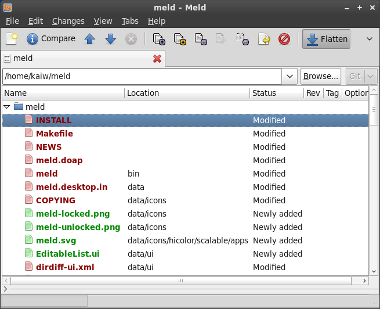 meld - Meld
File Edit Changes View Tabs Help
Compare Flatten
meld
/home/kaiw/meld Browse... Git
Name Location Status Rev Tag Option
meld
INSTALL Modified
Makefile Modified
NEWS Modified
meld.doap Modified
meld bin Modified
meld.desktop.in data Modified
COPYING data/icons Modified
meld-locked.png data/icons Newly added
meld-unlocked.png data/icons Newly added
meld.svg data/icons/hicolor/scalable/apps Newly added
EditableList.ui data/ui Newly added
dirdiff-ui.xml data/ui Modified